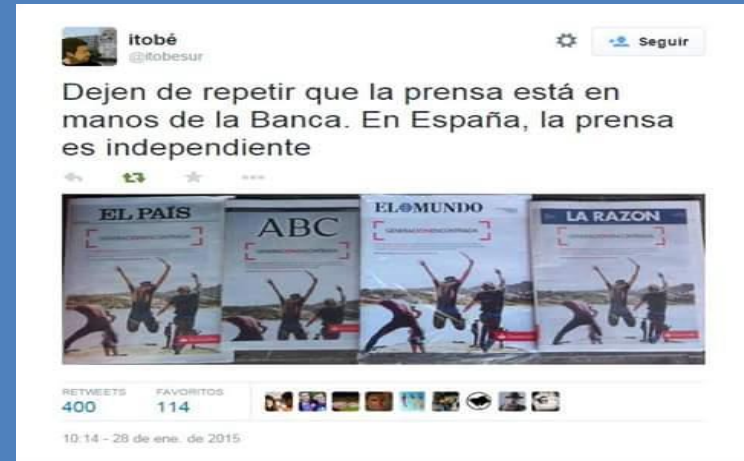 itobé
@itobesur
Seguir
Dejen de repetir que la prensa está en
manos de la Banca. En España, la prensa
es independiente
EL PAÍS
ABC
EL MUNDO
LA RAZON
RETWEETS
400
FAVORITOS
114
10:14 - 28 de ene. de 2015